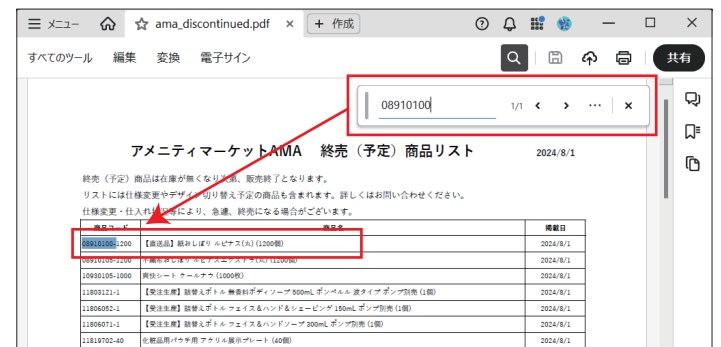 メニュー ama_discontinued.pdf × + 作成
すべてのツール 編集 変換 電子サイン 共有
08910100 1/1
アメニティマーケットAMA 終売（予定）商品リスト 2024/8/1
終売（予定）商品は在庫が無くなり次第、販売終了となります。
リストには仕様変更やデザイン切り替え予定の商品も含まれます。詳しくはお問い合わせください。
仕様変更・仕入れ状況等により、急遽、終売になる場合がございます。
商品コード 商品名 掲載日
08910100-1200 【直送品】紙おしぼり ルピナス(丸)(1200個) 2024/8/1
08910105-1200 不織布おしぼり ルピナスエクストラ(丸)(1200個) 2024/8/1
10930105-1000 爽快シート クールナウ(1000枚) 2024/8/1
11803121-1 【受注生産】詰替えボトル 無香料ボディソープ 500mL ボンベルル 波タイプ ポンプ別売(1個) 2024/8/1
11806052-1 【受注生産】詰替えボトル フェイス＆ハンド＆シェービング 150mL ポンプ別売(1個) 2024/8/1
11806071-1 【受注生産】詰替えボトル フェイス＆ハンドソープ 300mL ポンプ別売(1個) 2024/8/1
11819702-40 化粧品用パウチ用 アクリル展示プレート(40個) 2024/8/1